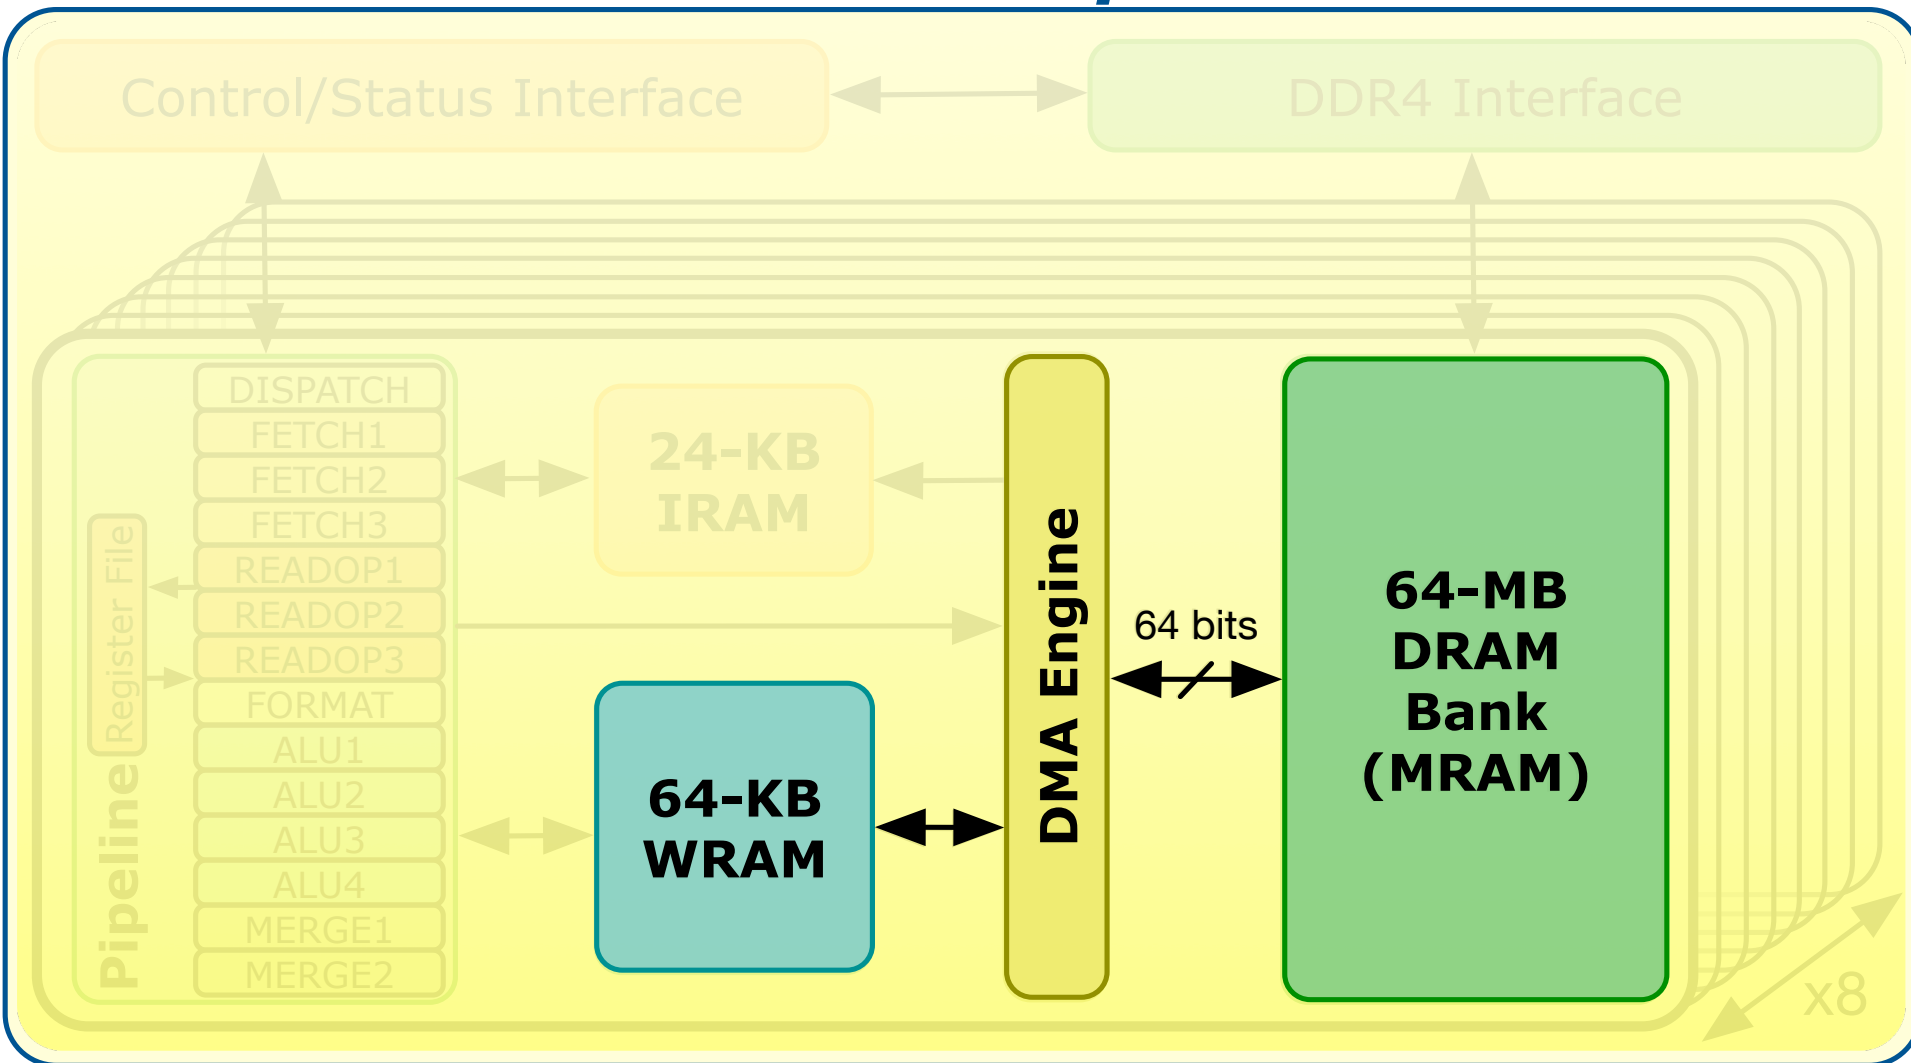 Control/Status Interface
DDR4 Interface
DISPATCH
FETCH1
FETCH2
FETCH3
READOP1
READOP2
READOP3
FORMAT
ALU1
ALU2
ALU3
ALU4
MERGE1
MERGE2
Register File
Pipeline
24-KB
IRAM
64-KB
WRAM
DMA Engine
64 bits
64-MB
DRAM
Bank
(MRAM)
x8